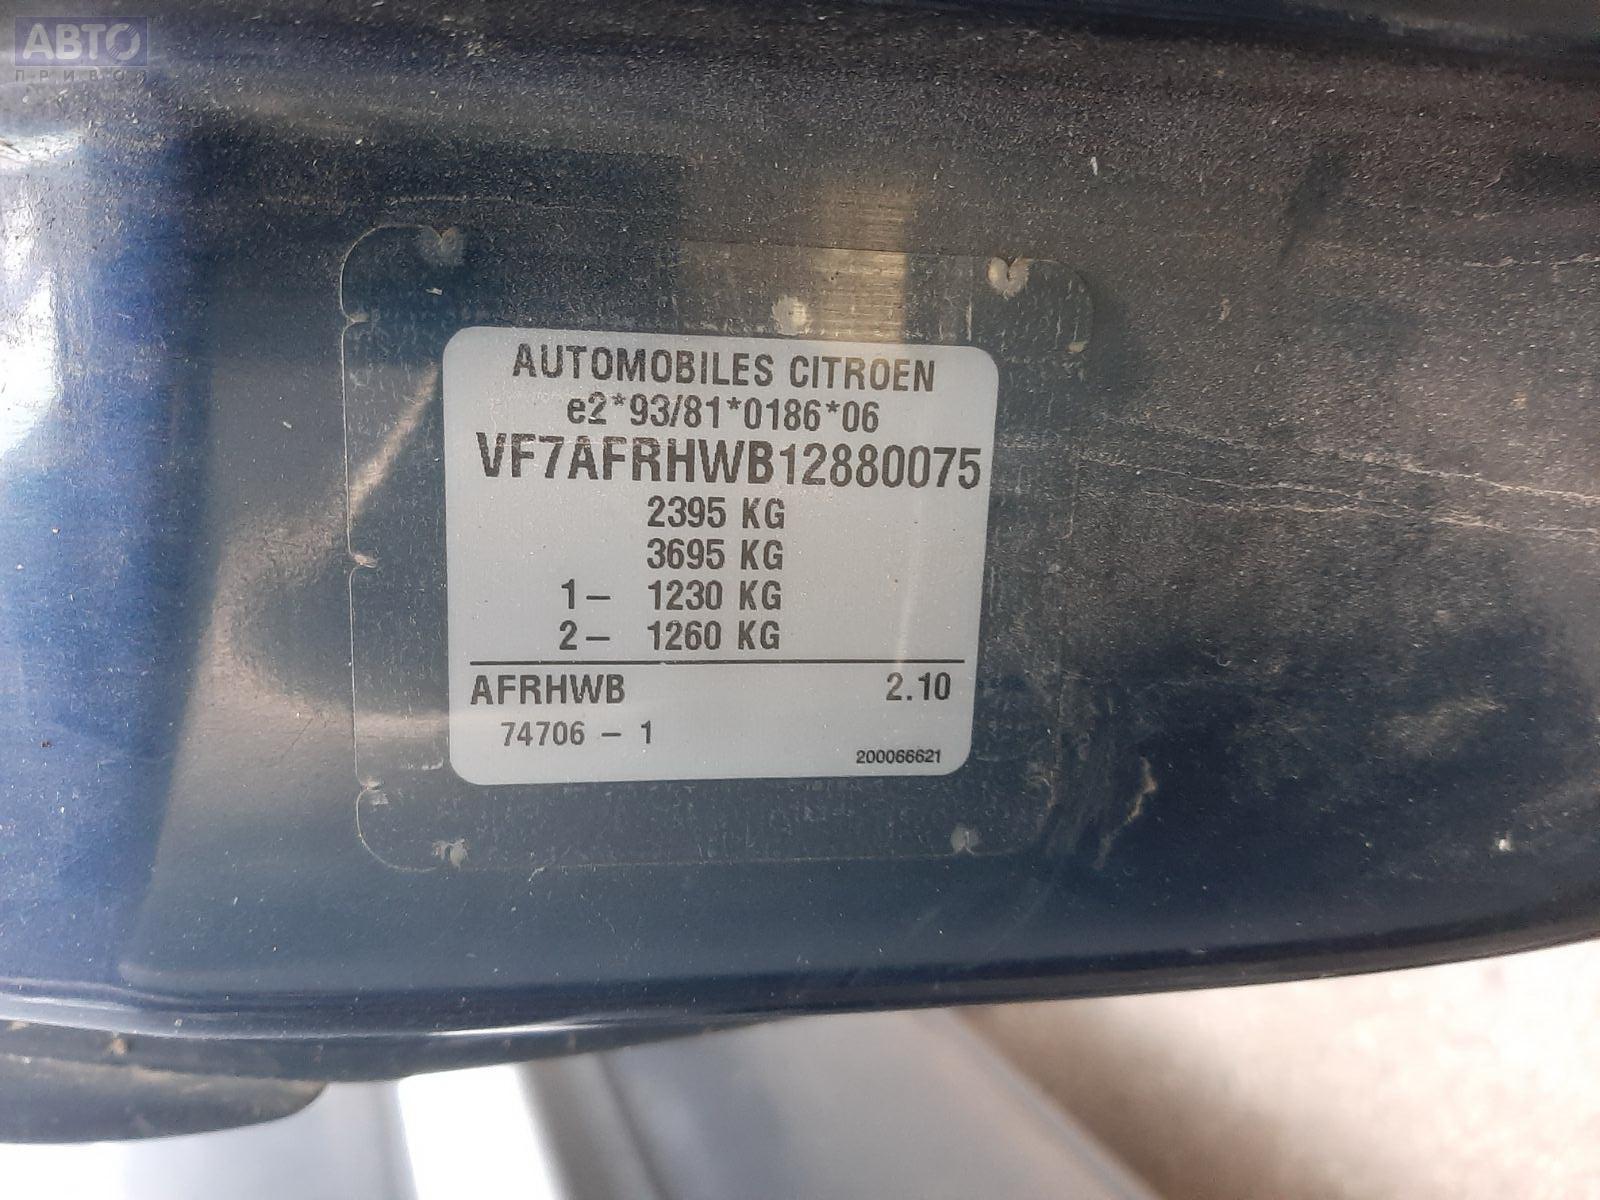 АВТО
ПРИВОЗ
AUTOMOBILES CITROEN
e2*93/81*0186*06
VF7AFRHWB12880075
2395 KG
3695 KG
1– 1230 KG
2– 1260 KG
AFRHWB 2.10
74706 – 1
200066621